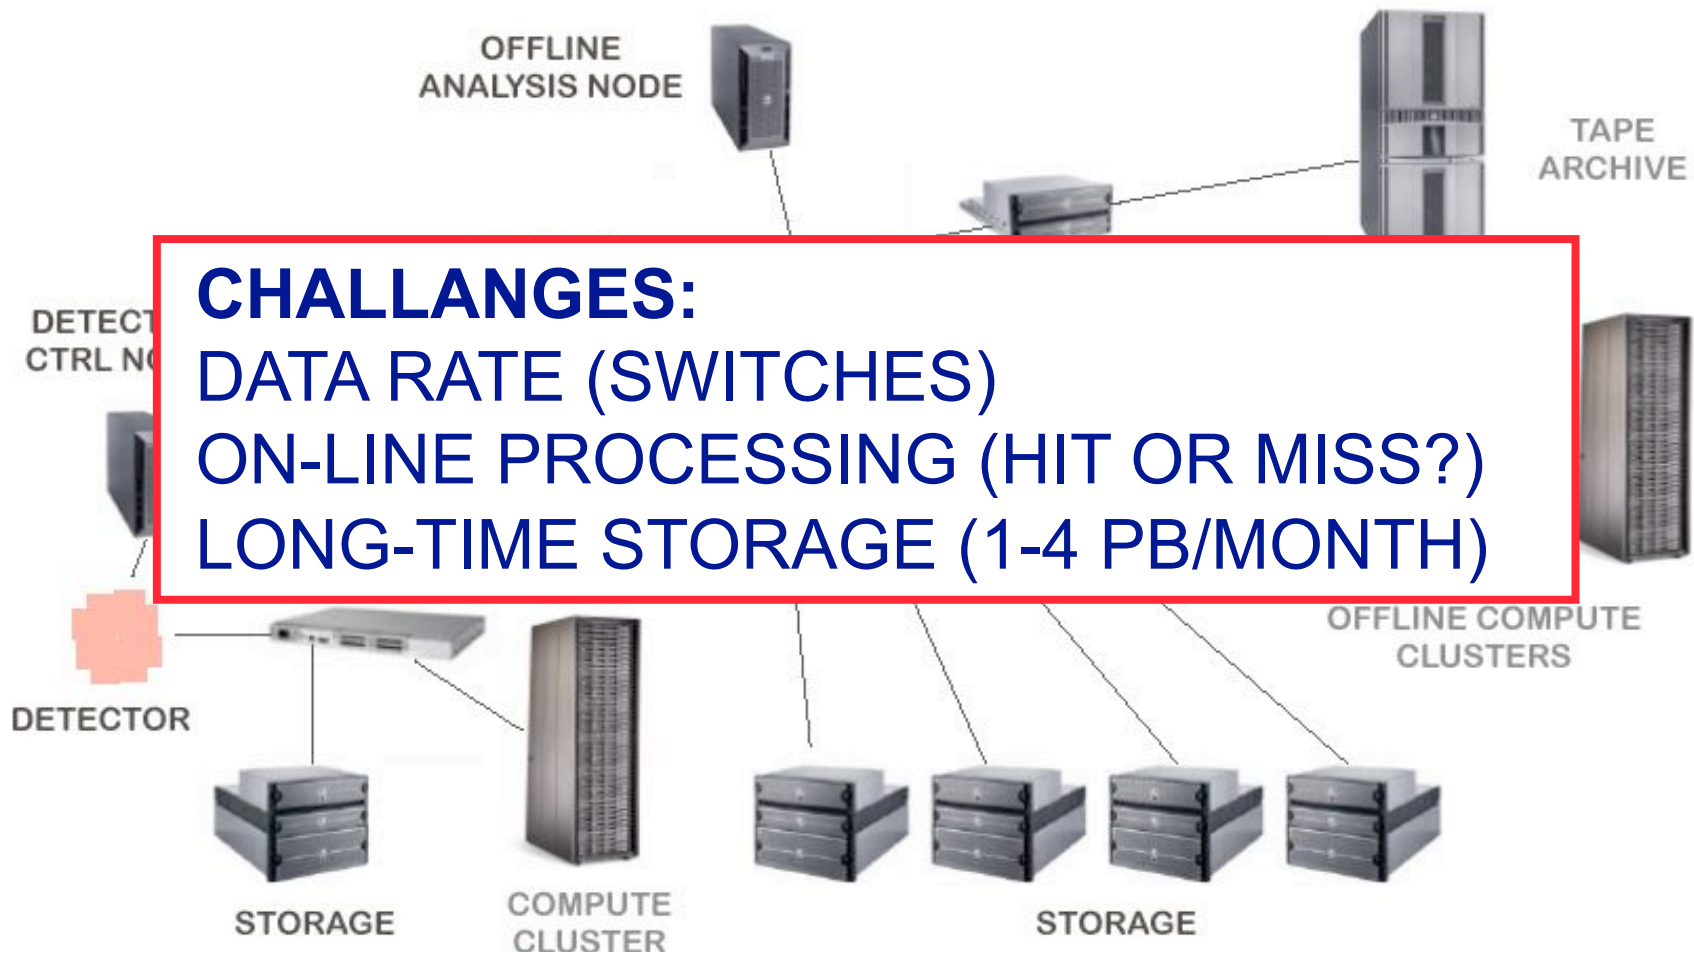 OFFLINE
ANALYSIS NODE
TAPE
ARCHIVE
CHALLANGES:
DATA RATE (SWITCHES)
ON-LINE PROCESSING (HIT OR MISS?)
LONG-TIME STORAGE (1-4 PB/MONTH)
CTRL
OFFLINE COMPUTE
CLUSTERS
DETECTOR
STORAGE
COMPUTE
CLUSTER
STORAGE